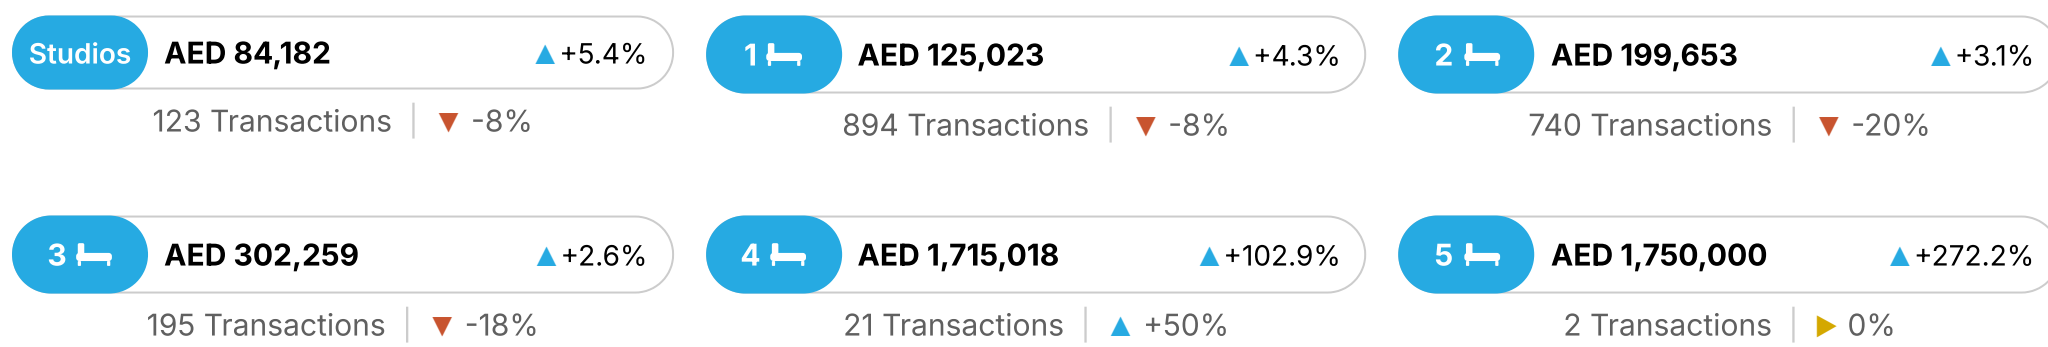 Studios AED 84,182 ▲+5.4%
123 Transactions | ▼ -8%
1 AED 125,023 ▲+4.3%
894 Transactions | ▼ -8%
2 AED 199,653 ▲+3.1%
740 Transactions | ▼ -20%
3 AED 302,259 ▲+2.6%
195 Transactions | ▼ -18%
4 AED 1,715,018 ▲+102.9%
21 Transactions | ▲ +50%
5 AED 1,750,000 ▲+272.2%
2 Transactions | ▶ 0%